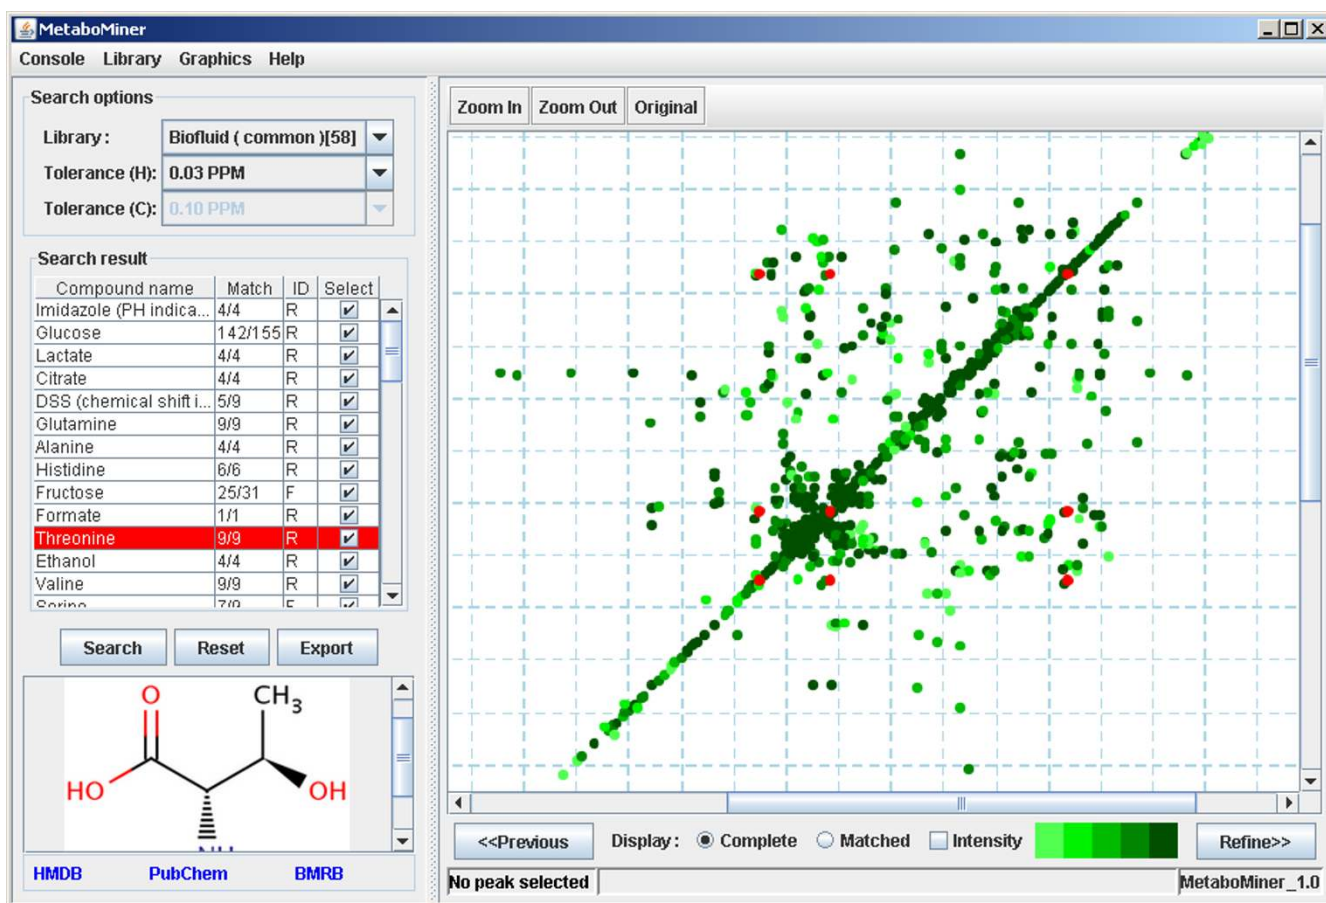 MetaboMiner
Console Library Graphics Help
Search options
Library : Biofluid ( common )[58]
Tolerance (H): 0.03 PPM
Tolerance (C): 0.10 PPM
Search result
Compound name Match ID Select
Imidazole (PH indica... 4/4 R
Glucose 142/155 R
Lactate 4/4 R
Citrate 4/4 R
DSS (chemical shift i... 5/9 R
Glutamine 9/9 R
Alanine 4/4 R
Histidine 6/6 R
Fructose 25/31 F
Formate 1/1 R
Threonine 9/9 R
Ethanol 4/4 R
Valine 9/9 R
Serine 7/9 F
Search Reset Export
O CH3
HO OH
NH
HMDB PubChem BMRB
Zoom In Zoom Out Original
<<Previous Display : Complete Matched Intensity Refine>>
No peak selected MetaboMiner_1.0